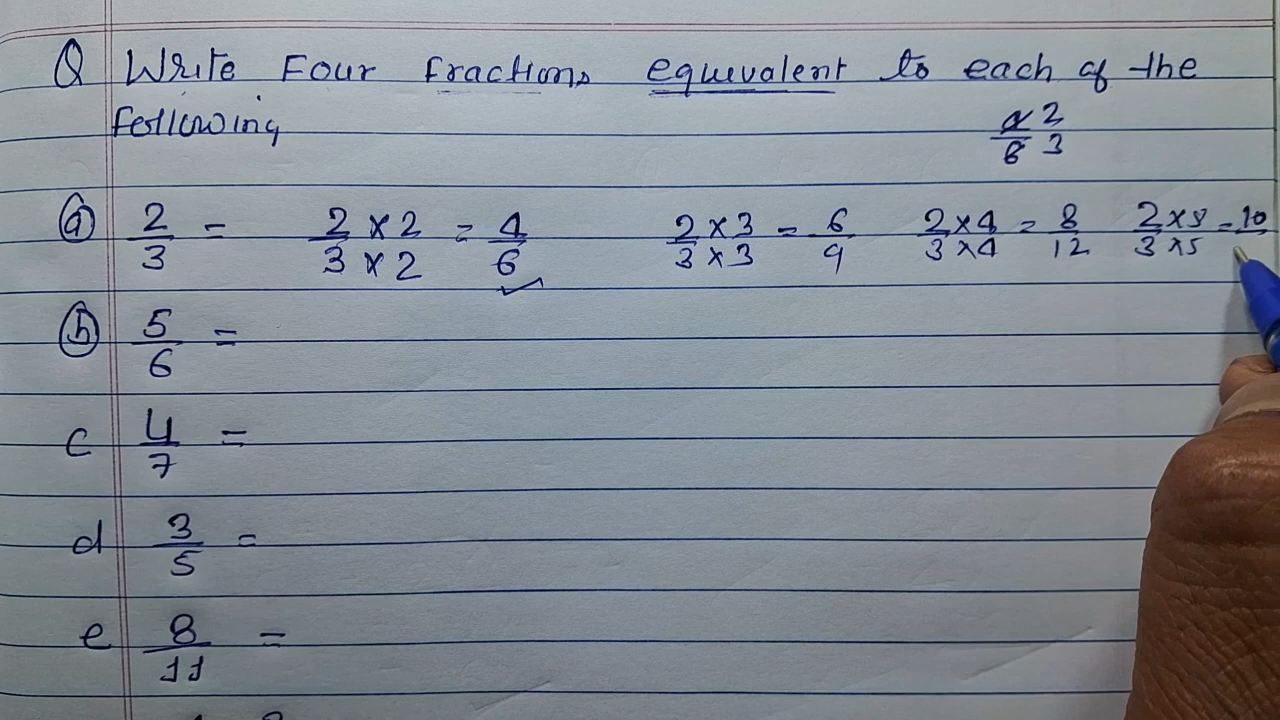 Q Write Four fractions equivalent to each of the
following
4/6 2/3
(a) 2/3 = 2 x 2 / 3 x 2 = 4/6 2 x 3 / 3 x 3 = 6/9 2 x 4 / 3 x 4 = 8/12 2 x 5 / 3 x 5 = 10
(b) 5/6 =
c 4/7 =
d 3/5 =
e 8/11 =